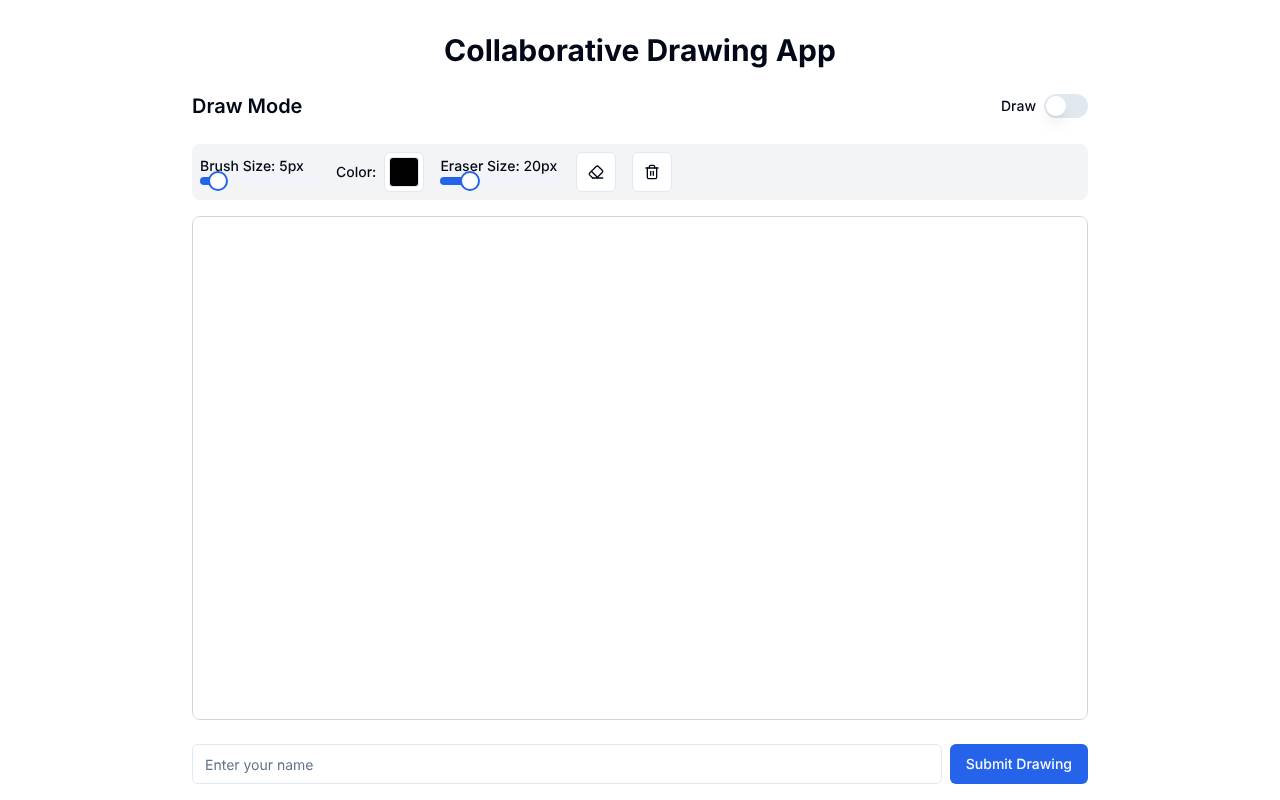 Collaborative Drawing App
Draw Mode
Draw
Brush Size: 5px
Color:
Eraser Size: 20px
Enter your name
Submit Drawing